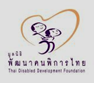 มูลนิธิ
พัฒนาคนพิการไทย
Thai Disabled Development Foundation